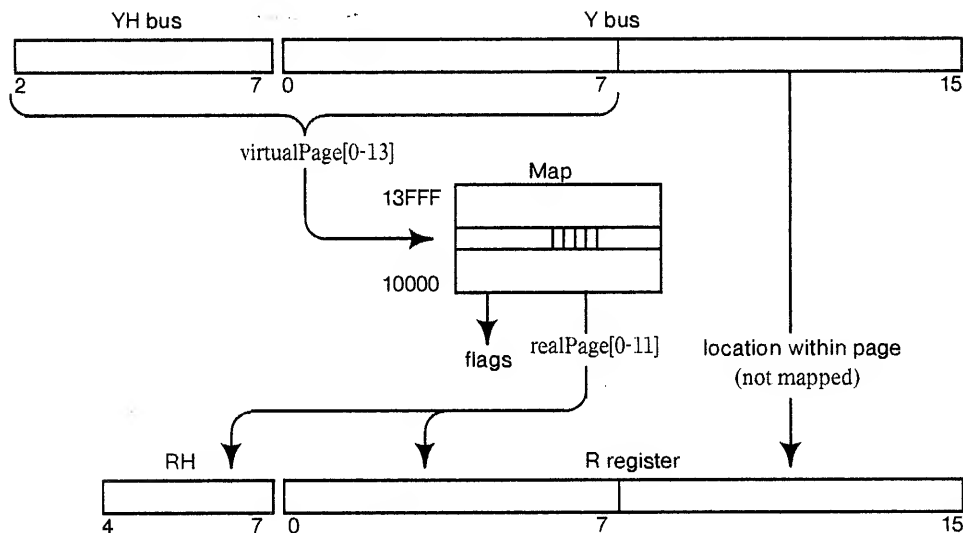 YH bus
Y bus
2
7
0
7
15
virtualPage[0-13]
Map
13FFF
10000
flags
realPage[0-11]
location within page
(not mapped)
RH
R register
4
7
0
7
15